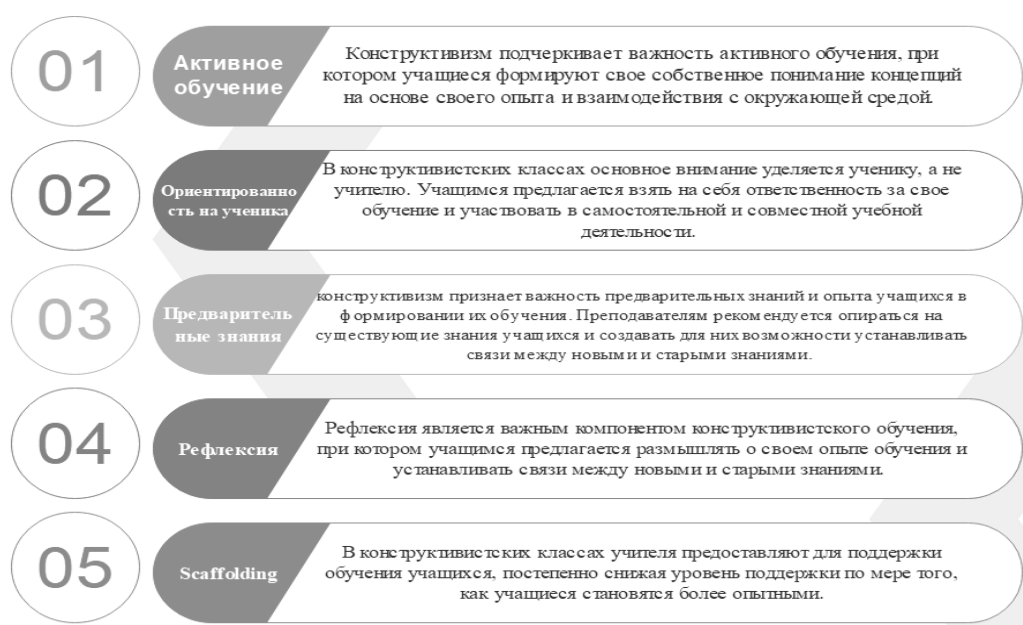 01
Активное
обучение
Конструктивизм подчеркивает важность активного обучения, при
котором учащиеся формируют свое собственное понимание концепций
на основе своего опыта и взаимодействия с окружающей средой.
02
Ориентированно
сть на ученика
В конструктивистских классах основное внимание уделяется ученику, а не
учителю. Учащимся предлагается взять на себя ответственность за свое
обучение и участвовать в самостоятельной и совместной учебной
деятельности.
03
Предваритель
ные знания
конструктивизм признает важность предварительных знаний и опыта учащихся в
формировании их обучения. Преподавателям рекомендуется опираться на
существующие знания учащихся и создавать для них возможности устанавливать
связи между новыми и старыми знаниями.
04
Рефлексия
Рефлексия является важным компонентом конструктивистского обучения,
при котором учащимся предлагается размышлять о своем опыте обучения и
устанавливать связи между новыми и старыми знаниями.
05
Scaffolding
В конструктивистских классах учителя предоставляют для поддержки
обучения учащихся, постепенно снижая уровень поддержки по мере того,
как учащиеся становятся более опытными.